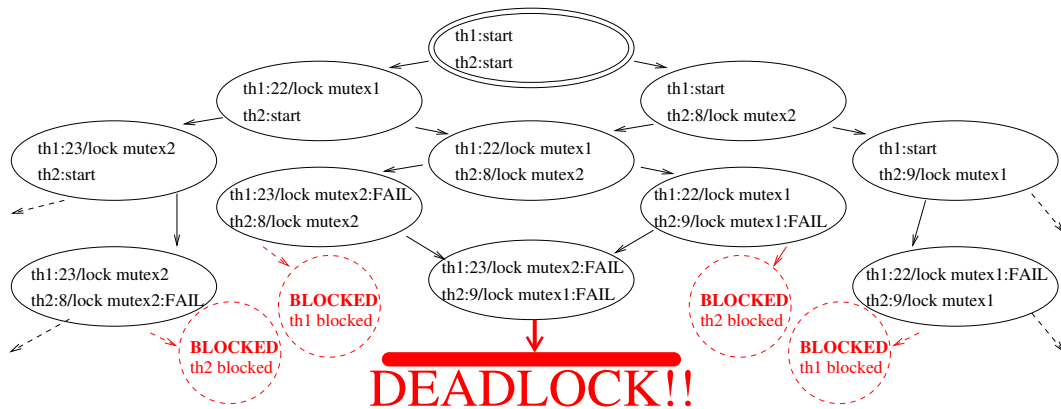 th1:start
th2:start
th1:22/lock mutex1
th2:start
th1:start
th2:8/lock mutex2
th1:23/lock mutex2
th2:start
th1:22/lock mutex1
th2:8/lock mutex2
th1:start
th2:9/lock mutex1
th1:23/lock mutex2:FAIL
th2:8/lock mutex2
th1:22/lock mutex1
th2:9/lock mutex1:FAIL
th1:23/lock mutex2
th2:8/lock mutex2:FAIL
th1:23/lock mutex2:FAIL
th2:9/lock mutex1:FAIL
th1:22/lock mutex1:FAIL
th2:9/lock mutex1
BLOCKED
th1 blocked
BLOCKED
th2 blocked
BLOCKED
th2 blocked
BLOCKED
th1 blocked
DEADLOCK!!